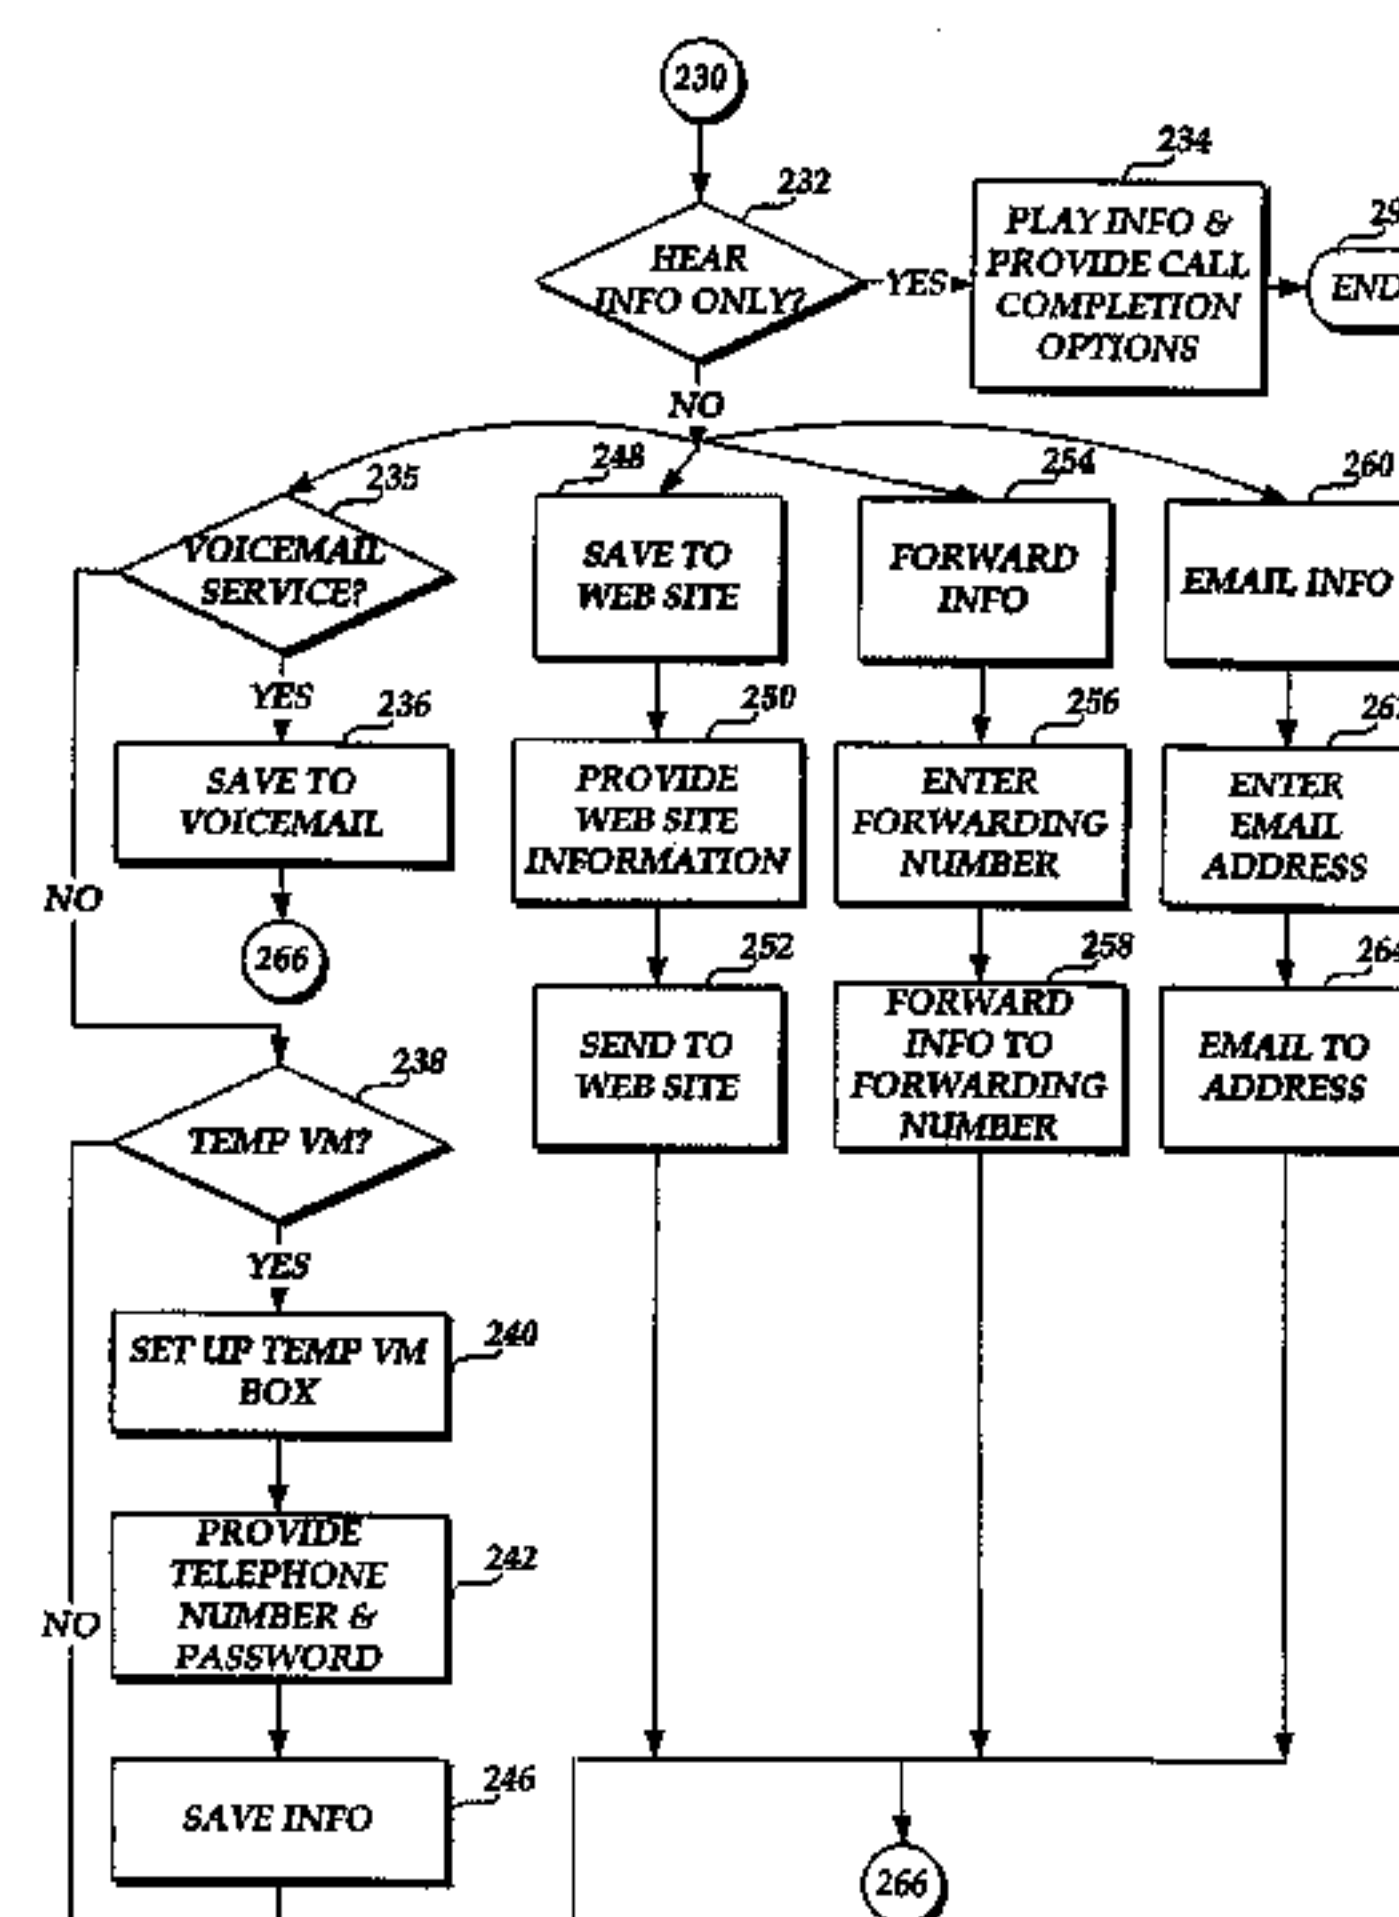 230
232
HEAR
INFO ONLY?
YES
234
PLAY INFO &
PROVIDE CALL
COMPLETION
OPTIONS
END
NO
235
VOICEMAIL
SERVICE?
YES
236
SAVE TO
VOICEMAIL
266
NO
238
TEMP VM?
YES
240
SET UP TEMP VM
BOX
242
PROVIDE
TELEPHONE
NUMBER &
PASSWORD
NO
246
SAVE INFO
248
SAVE TO
WEB SITE
250
PROVIDE
WEB SITE
INFORMATION
252
SEND TO
WEB SITE
254
FORWARD
INFO
256
ENTER
FORWARDING
NUMBER
258
FORWARD
INFO TO
FORWARDING
NUMBER
260
EMAIL INFO
ENTER
EMAIL
ADDRESS
264
EMAIL TO
ADDRESS
266